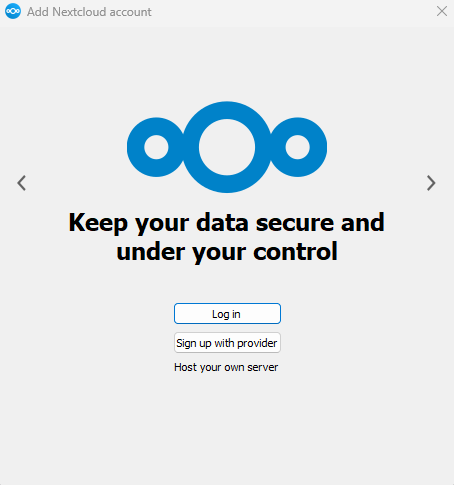 Add Nextcloud account
Keep your data secure and
under your control
Log in
Sign up with provider
Host your own server